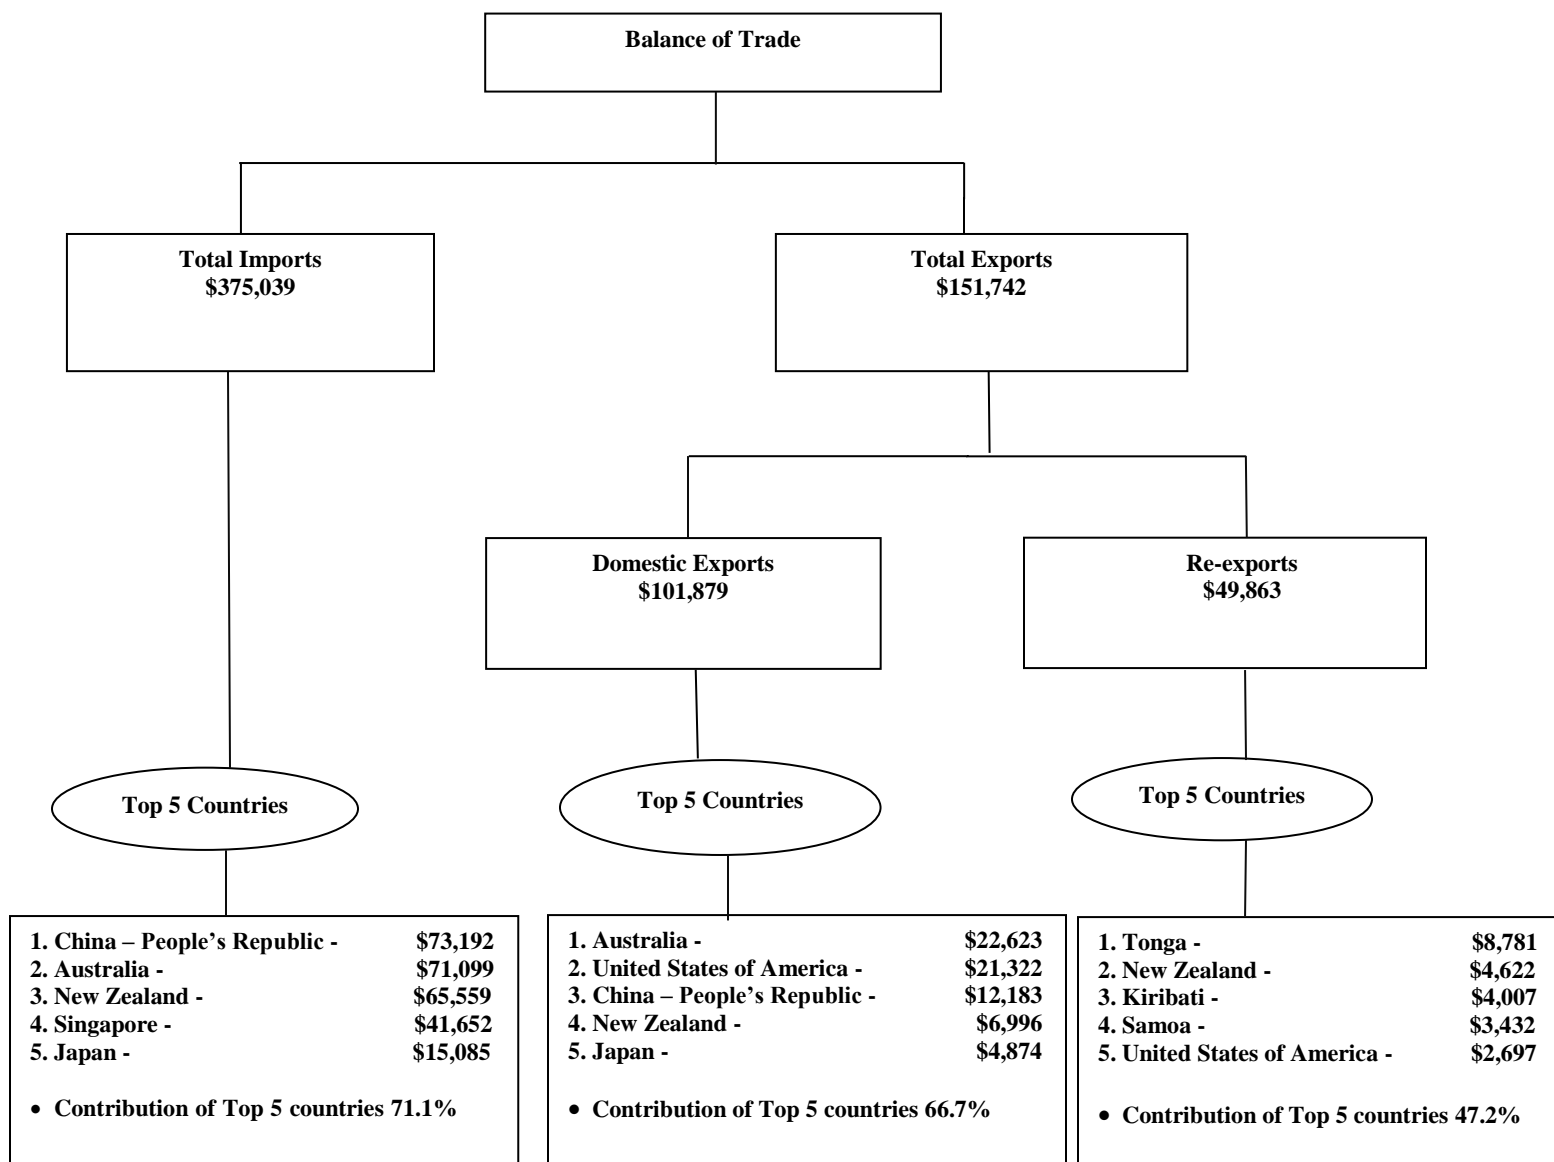 Balance of Trade
Total Imports
$375,039
Total Exports
$151,742
Domestic Exports
$101,879
Re-exports
$49,863
Top 5 Countries
Top 5 Countries
Top 5 Countries
1. China – People’s Republic - $73,192
2. Australia - $71,099
3. New Zealand - $65,559
4. Singapore - $41,652
5. Japan - $15,085
• Contribution of Top 5 countries 71.1%
1. Australia - $22,623
2. United States of America - $21,322
3. China – People’s Republic - $12,183
4. New Zealand - $6,996
5. Japan - $4,874
• Contribution of Top 5 countries 66.7%
1. Tonga - $8,781
2. New Zealand - $4,622
3. Kiribati - $4,007
4. Samoa - $3,432
5. United States of America - $2,697
• Contribution of Top 5 countries 47.2%